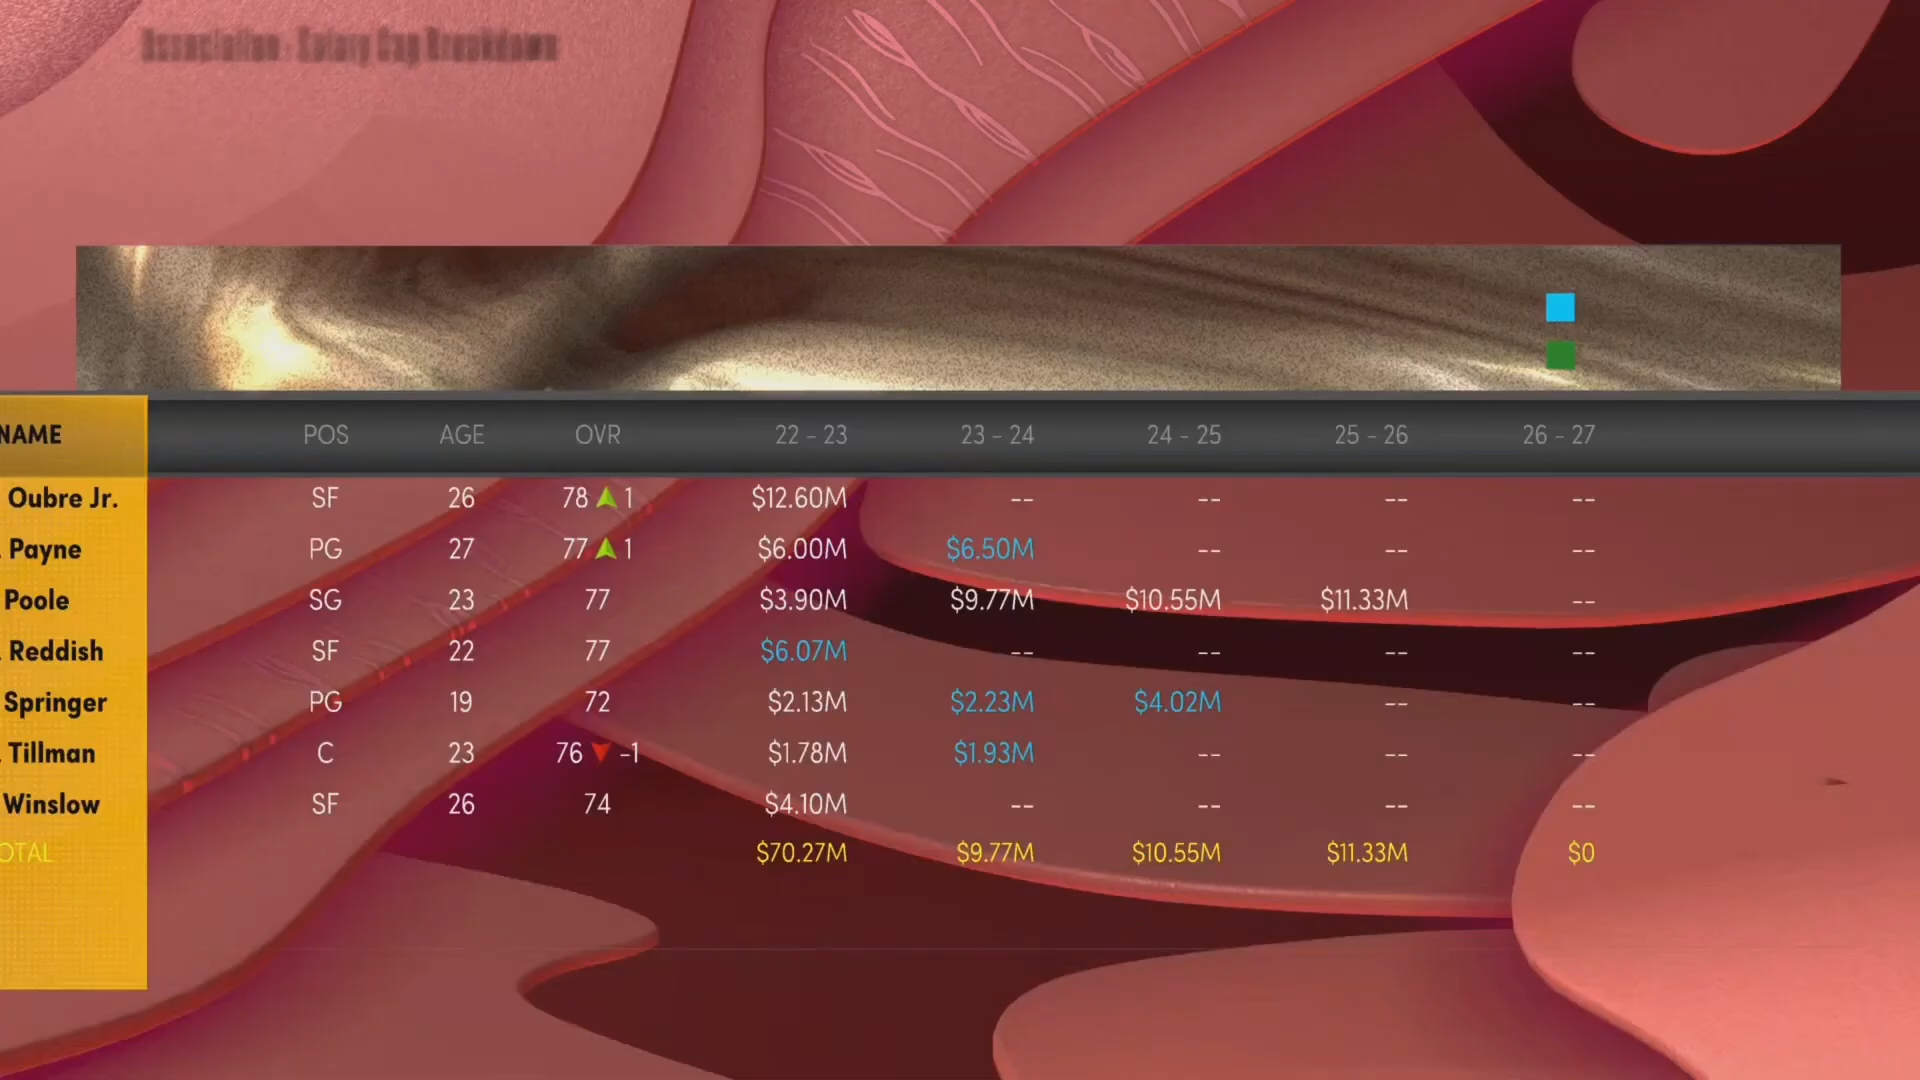 Association - Salary Cap Breakdown
NAME POS AGE OVR 22 - 23 23 - 24 24 - 25 25 - 26 26 - 27
Oubre Jr. SF 26 78 1 $12.60M -- -- -- --
. Payne PG 27 77 1 $6.00M $6.50M -- -- --
Poole SG 23 77 $3.90M $9.77M $10.55M $11.33M --
. Reddish SF 22 77 $6.07M -- -- -- --
Springer PG 19 72 $2.13M $2.23M $4.02M -- --
. Tillman C 23 76 -1 $1.78M $1.93M -- -- --
Winslow SF 26 74 $4.10M -- -- -- --
OTAL $70.27M $9.77M $10.55M $11.33M $0